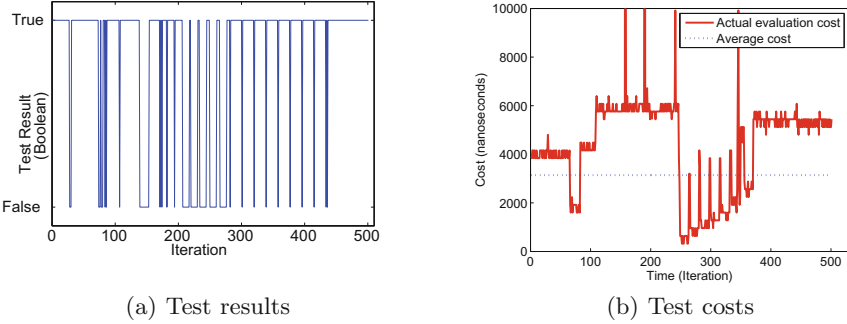 True
Test Result
(Boolean)
False
0
100
200
300
400
500
Iteration
(a) Test results
10000
8000
6000
4000
2000
0
Cost (nanoseconds)
Actual evaluation cost
Average cost
0
100
200
300
400
500
Time (Iteration)
(b) Test costs